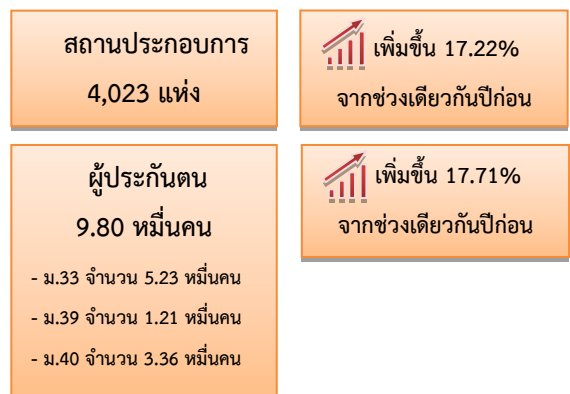 สถานประกอบการ
4,023 แห่ง
เพิ่มขึ้น 17.22%
จากช่วงเดียวกันปีก่อน
ผู้ประกันตน
9.80 หมื่นคน
- ม.33 จำนวน 5.23 หมื่นคน
- ม.39 จำนวน 1.21 หมื่นคน
- ม.40 จำนวน 3.36 หมื่นคน
เพิ่มขึ้น 17.71%
จากช่วงเดียวกันปีก่อน